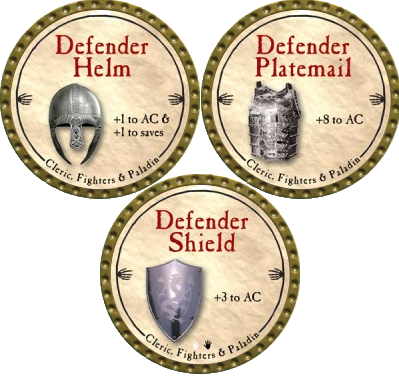 Defender
Helm
+1 to AC &
+1 to saves
Cleric, Fighters & Paladin
Defender
Platemail
+8 to AC
Cleric, Fighters & Paladin
Defender
Shield
+3 to AC
Cleric, Fighters & Paladin